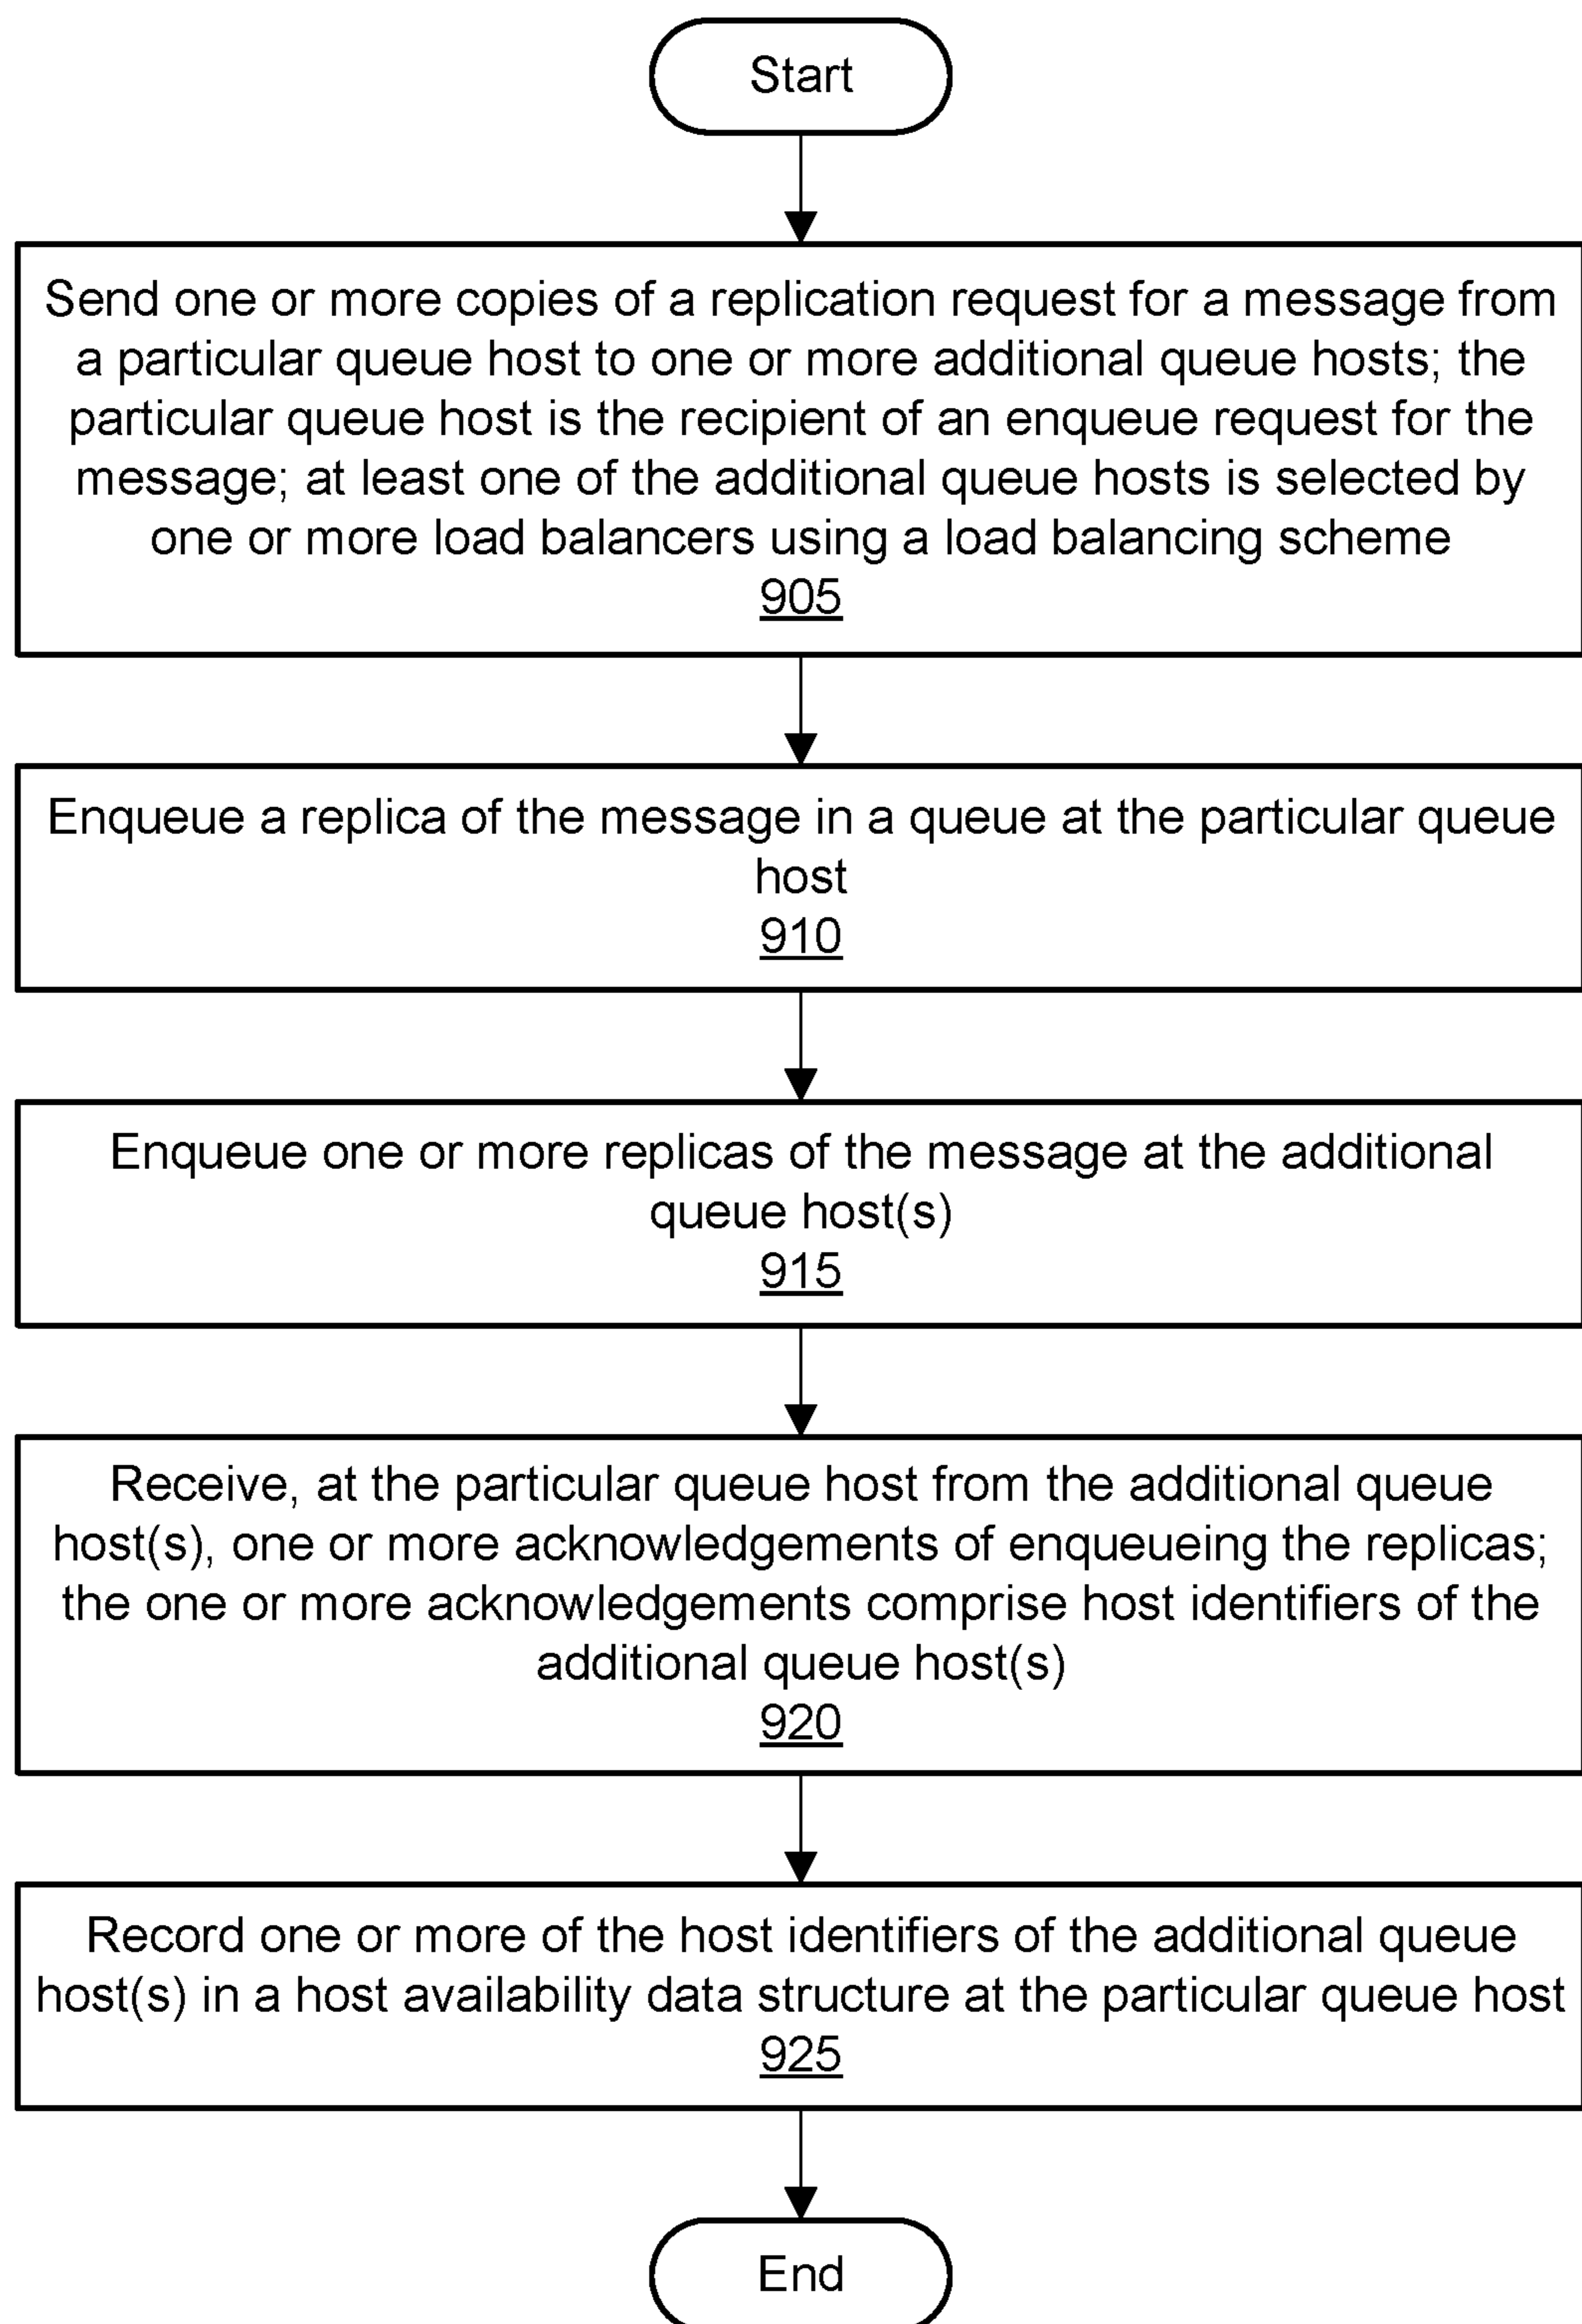 Start
Send one or more copies of a replication request for a message from
a particular queue host to one or more additional queue hosts; the
particular queue host is the recipient of an enqueue request for the
message; at least one of the additional queue hosts is selected by
one or more load balancers using a load balancing scheme
905
Enqueue a replica of the message in a queue at the particular queue
host
910
Enqueue one or more replicas of the message at the additional
queue host(s)
915
Receive, at the particular queue host from the additional queue
host(s), one or more acknowledgements of enqueueing the replicas;
the one or more acknowledgements comprise host identifiers of the
additional queue host(s)
920
Record one or more of the host identifiers of the additional queue
host(s) in a host availability data structure at the particular queue host
925
End